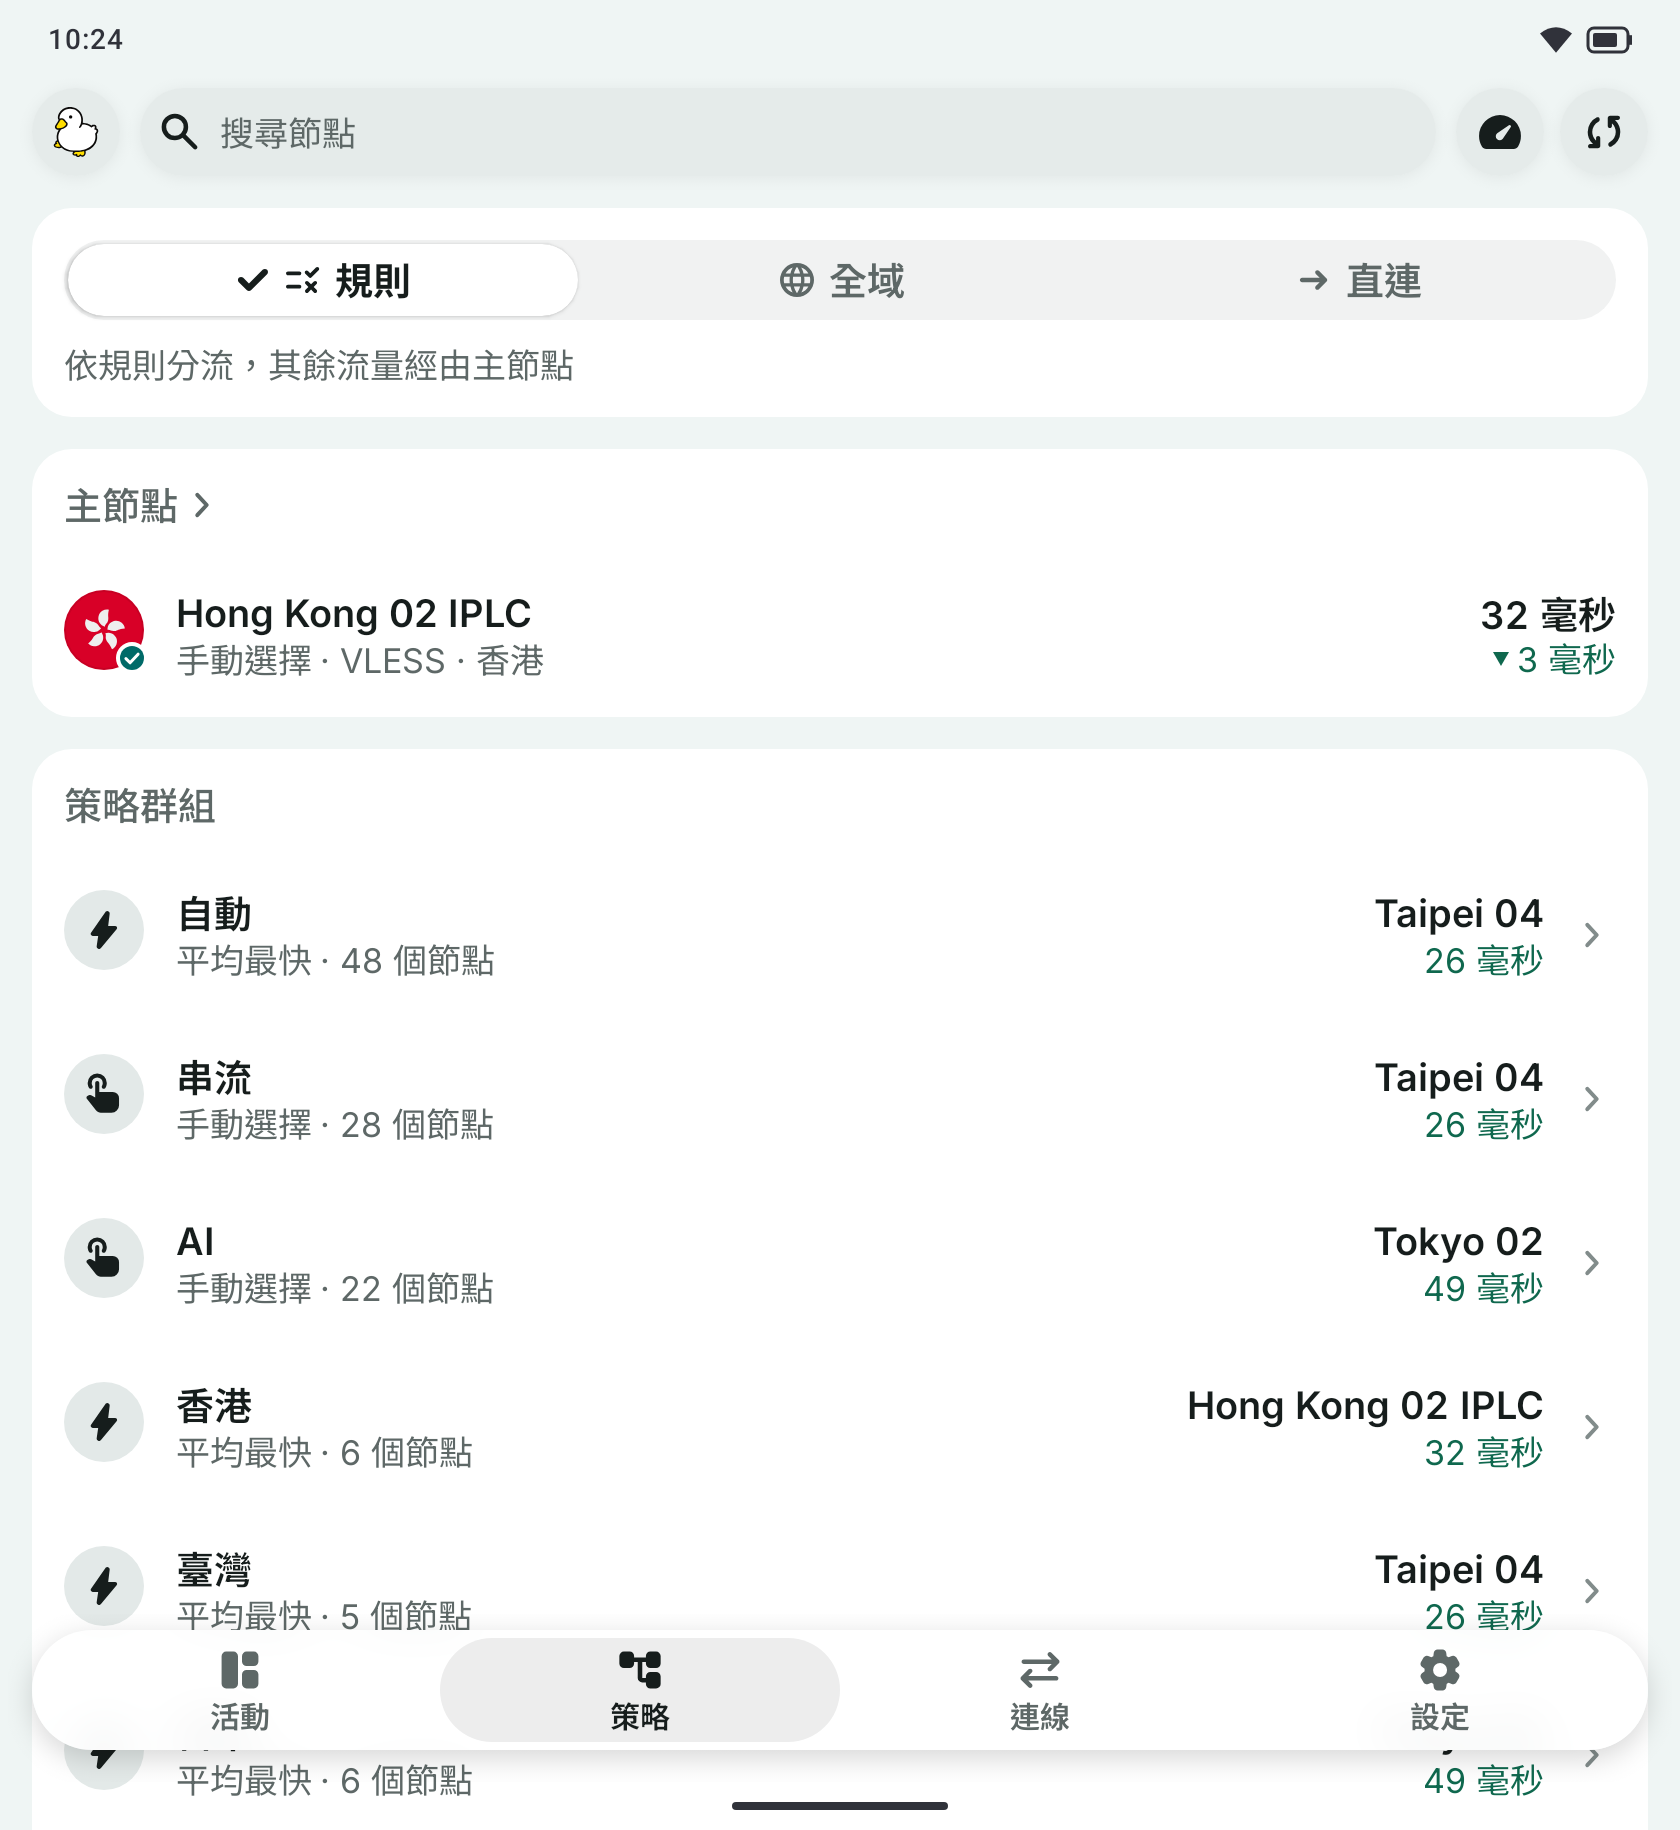 10:24
搜尋節點
規則
全域
直連
依規則分流，其餘流量經由主節點
主節點
Hong Kong 02 IPLC
32 毫秒
手動選擇 · VLESS · 香港
▼3 毫秒
策略群組
自動
Taipei 04
平均最快 · 48 個節點
26 毫秒
串流
Taipei 04
手動選擇 · 28 個節點
26 毫秒
AI
Tokyo 02
手動選擇 · 22 個節點
49 毫秒
香港
Hong Kong 02 IPLC
平均最快 · 6 個節點
32 毫秒
臺灣
Taipei 04
平均最快 · 5 個節點
26 毫秒
活動
策略
連線
設定
平均最快 · 6 個節點
49 毫秒